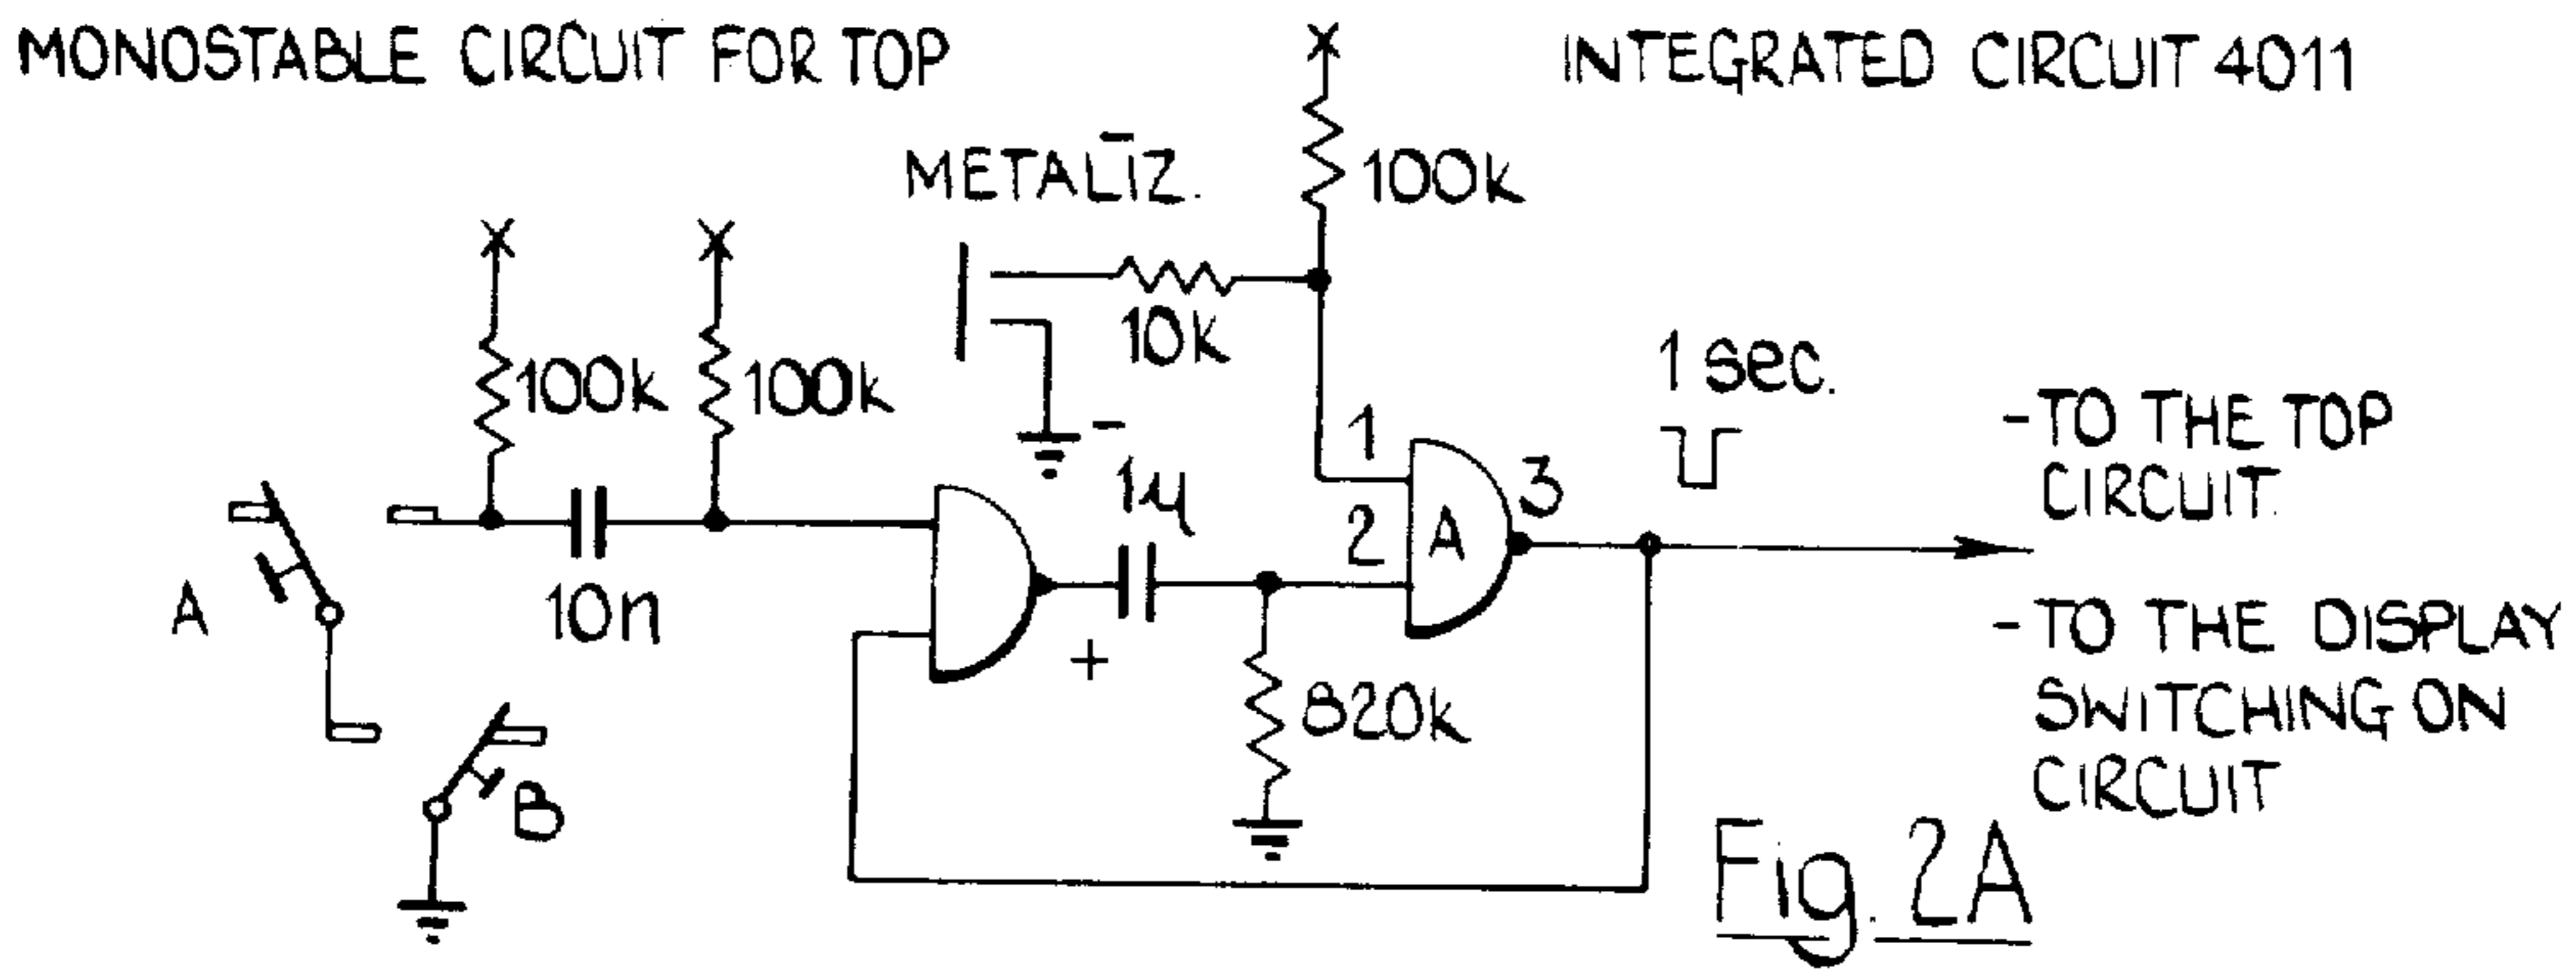 MONOSTABLE CIRCUIT FOR TOP
INTEGRATED CIRCUIT 4011
METALIZ.
100k
100k
100k
10k
1 sec.
-
1
2
3
A
1μ
+
10n
820k
A
B
- TO THE TOP
CIRCUIT.
- TO THE DISPLAY
SWITCHING ON
CIRCUIT
Fig. 2A